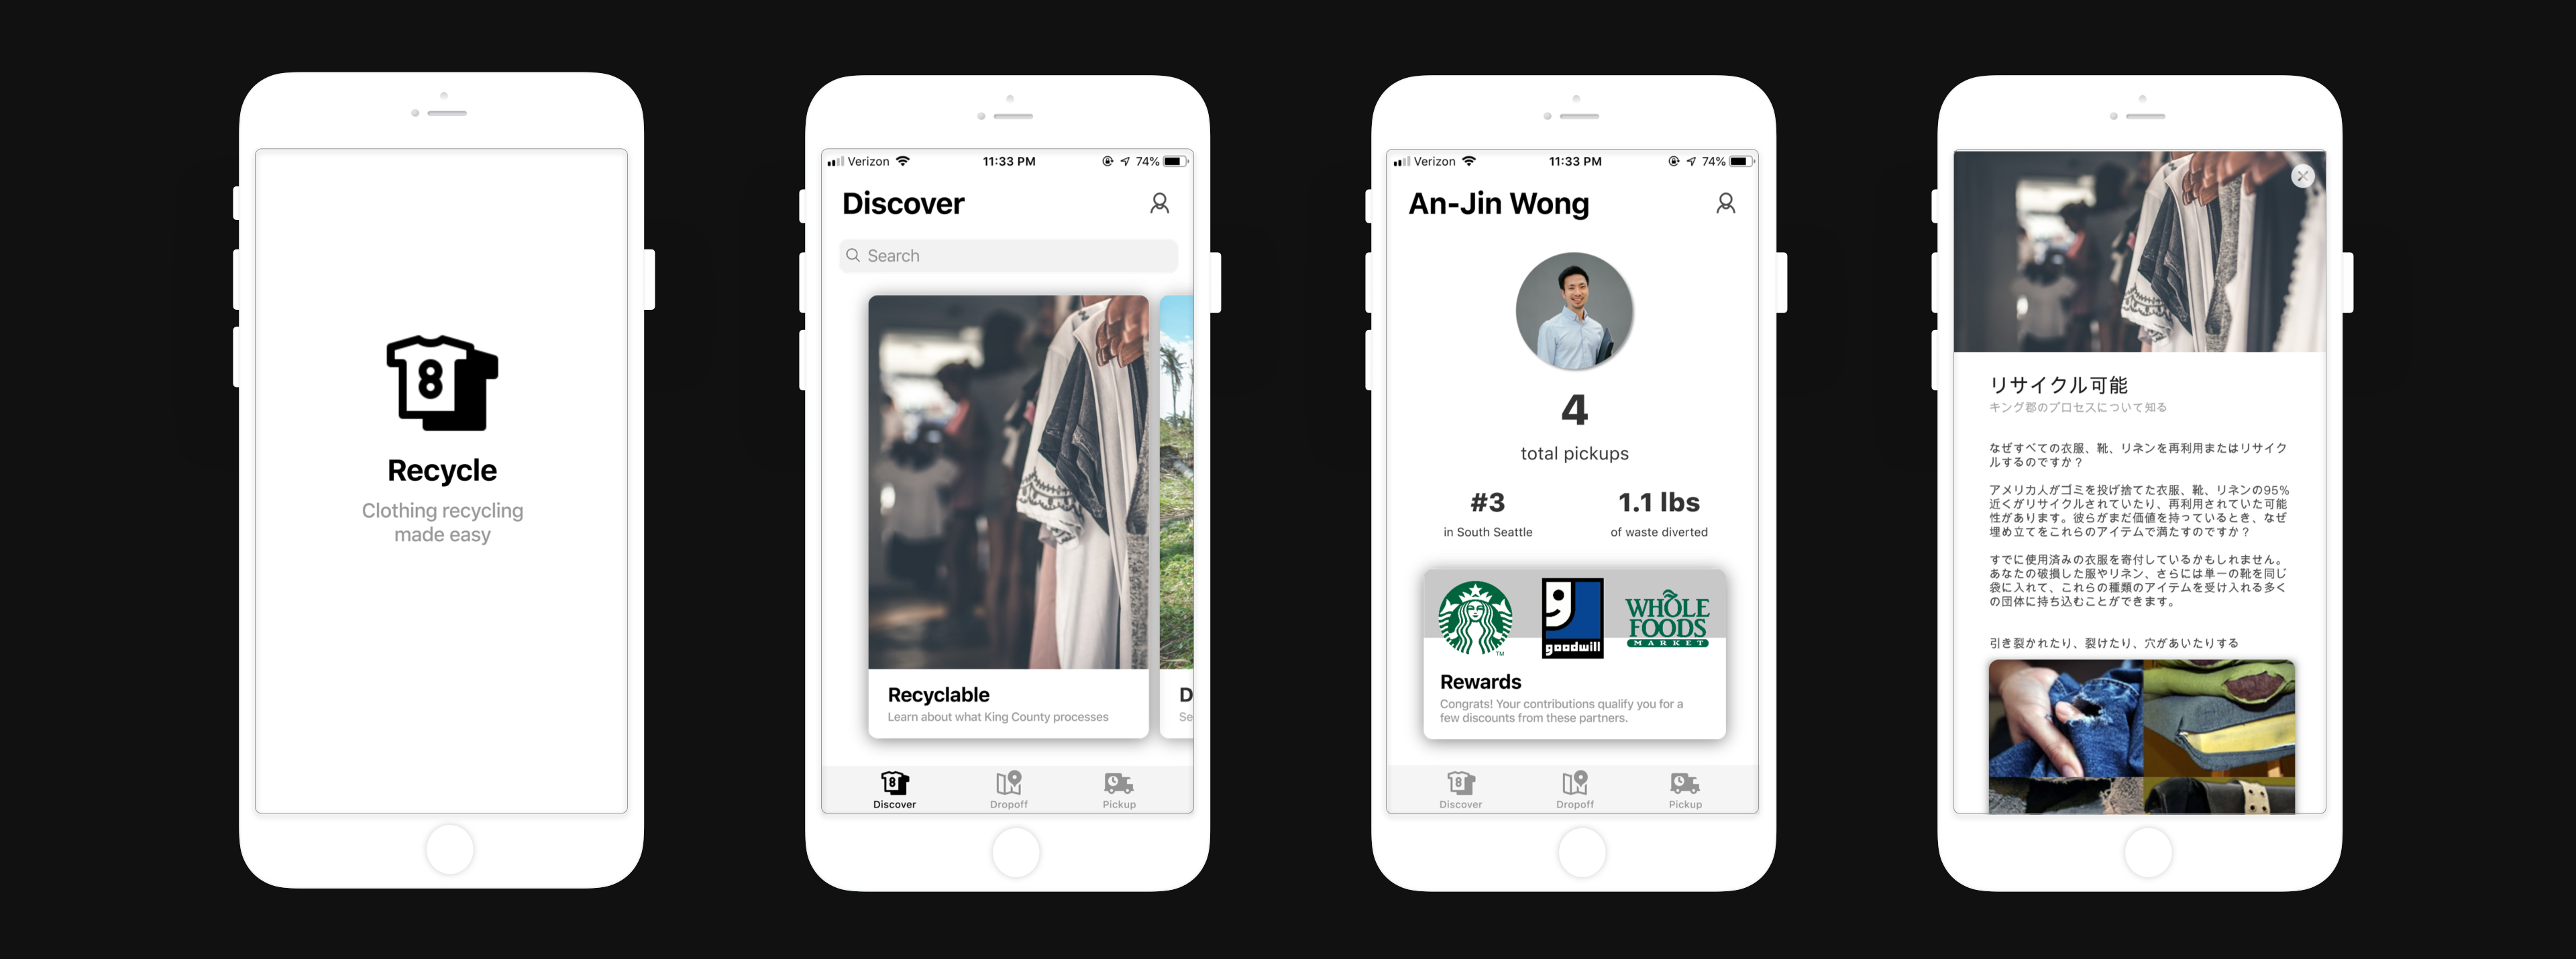 8
Recycle
Clothing recycling
made easy
Verizon
11:33 PM
74%
Discover
Search
Recyclable
Learn about what King County processes
D
Se
8
Discover
Dropoff
Pickup
Verizon
11:33 PM
74%
An-Jin Wong
4
total pickups
#3
in South Seattle
1.1 lbs
of waste diverted
TM
goodwill
WHOLE
FOODS
MARKET
Rewards
Congrats! Your contributions qualify you for a
few discounts from these partners.
8
Discover
Dropoff
Pickup
リサイクル可能
キング郡のプロセスについて知る
なぜすべての衣服、靴、リネンを再利用またはリサイク
ルするのですか？
アメリカ人がゴミを投げ捨てた衣服、靴、リネンの95%
近くがリサイクルされていたり、再利用されていた可能
性があります。彼らがまだ価値を持っているとき、なぜ
埋め立てをこれらのアイテムで満たすのですか？
すでに使用済みの衣服を寄付しているかもしれません。
あなたの破損した服やリネン、さらには単一の靴を同じ
袋に入れて、これらの種類のアイテムを受け入れる多く
の団体に持ち込むことができます。
引き裂かれたり、裂けたり、穴があいたりする